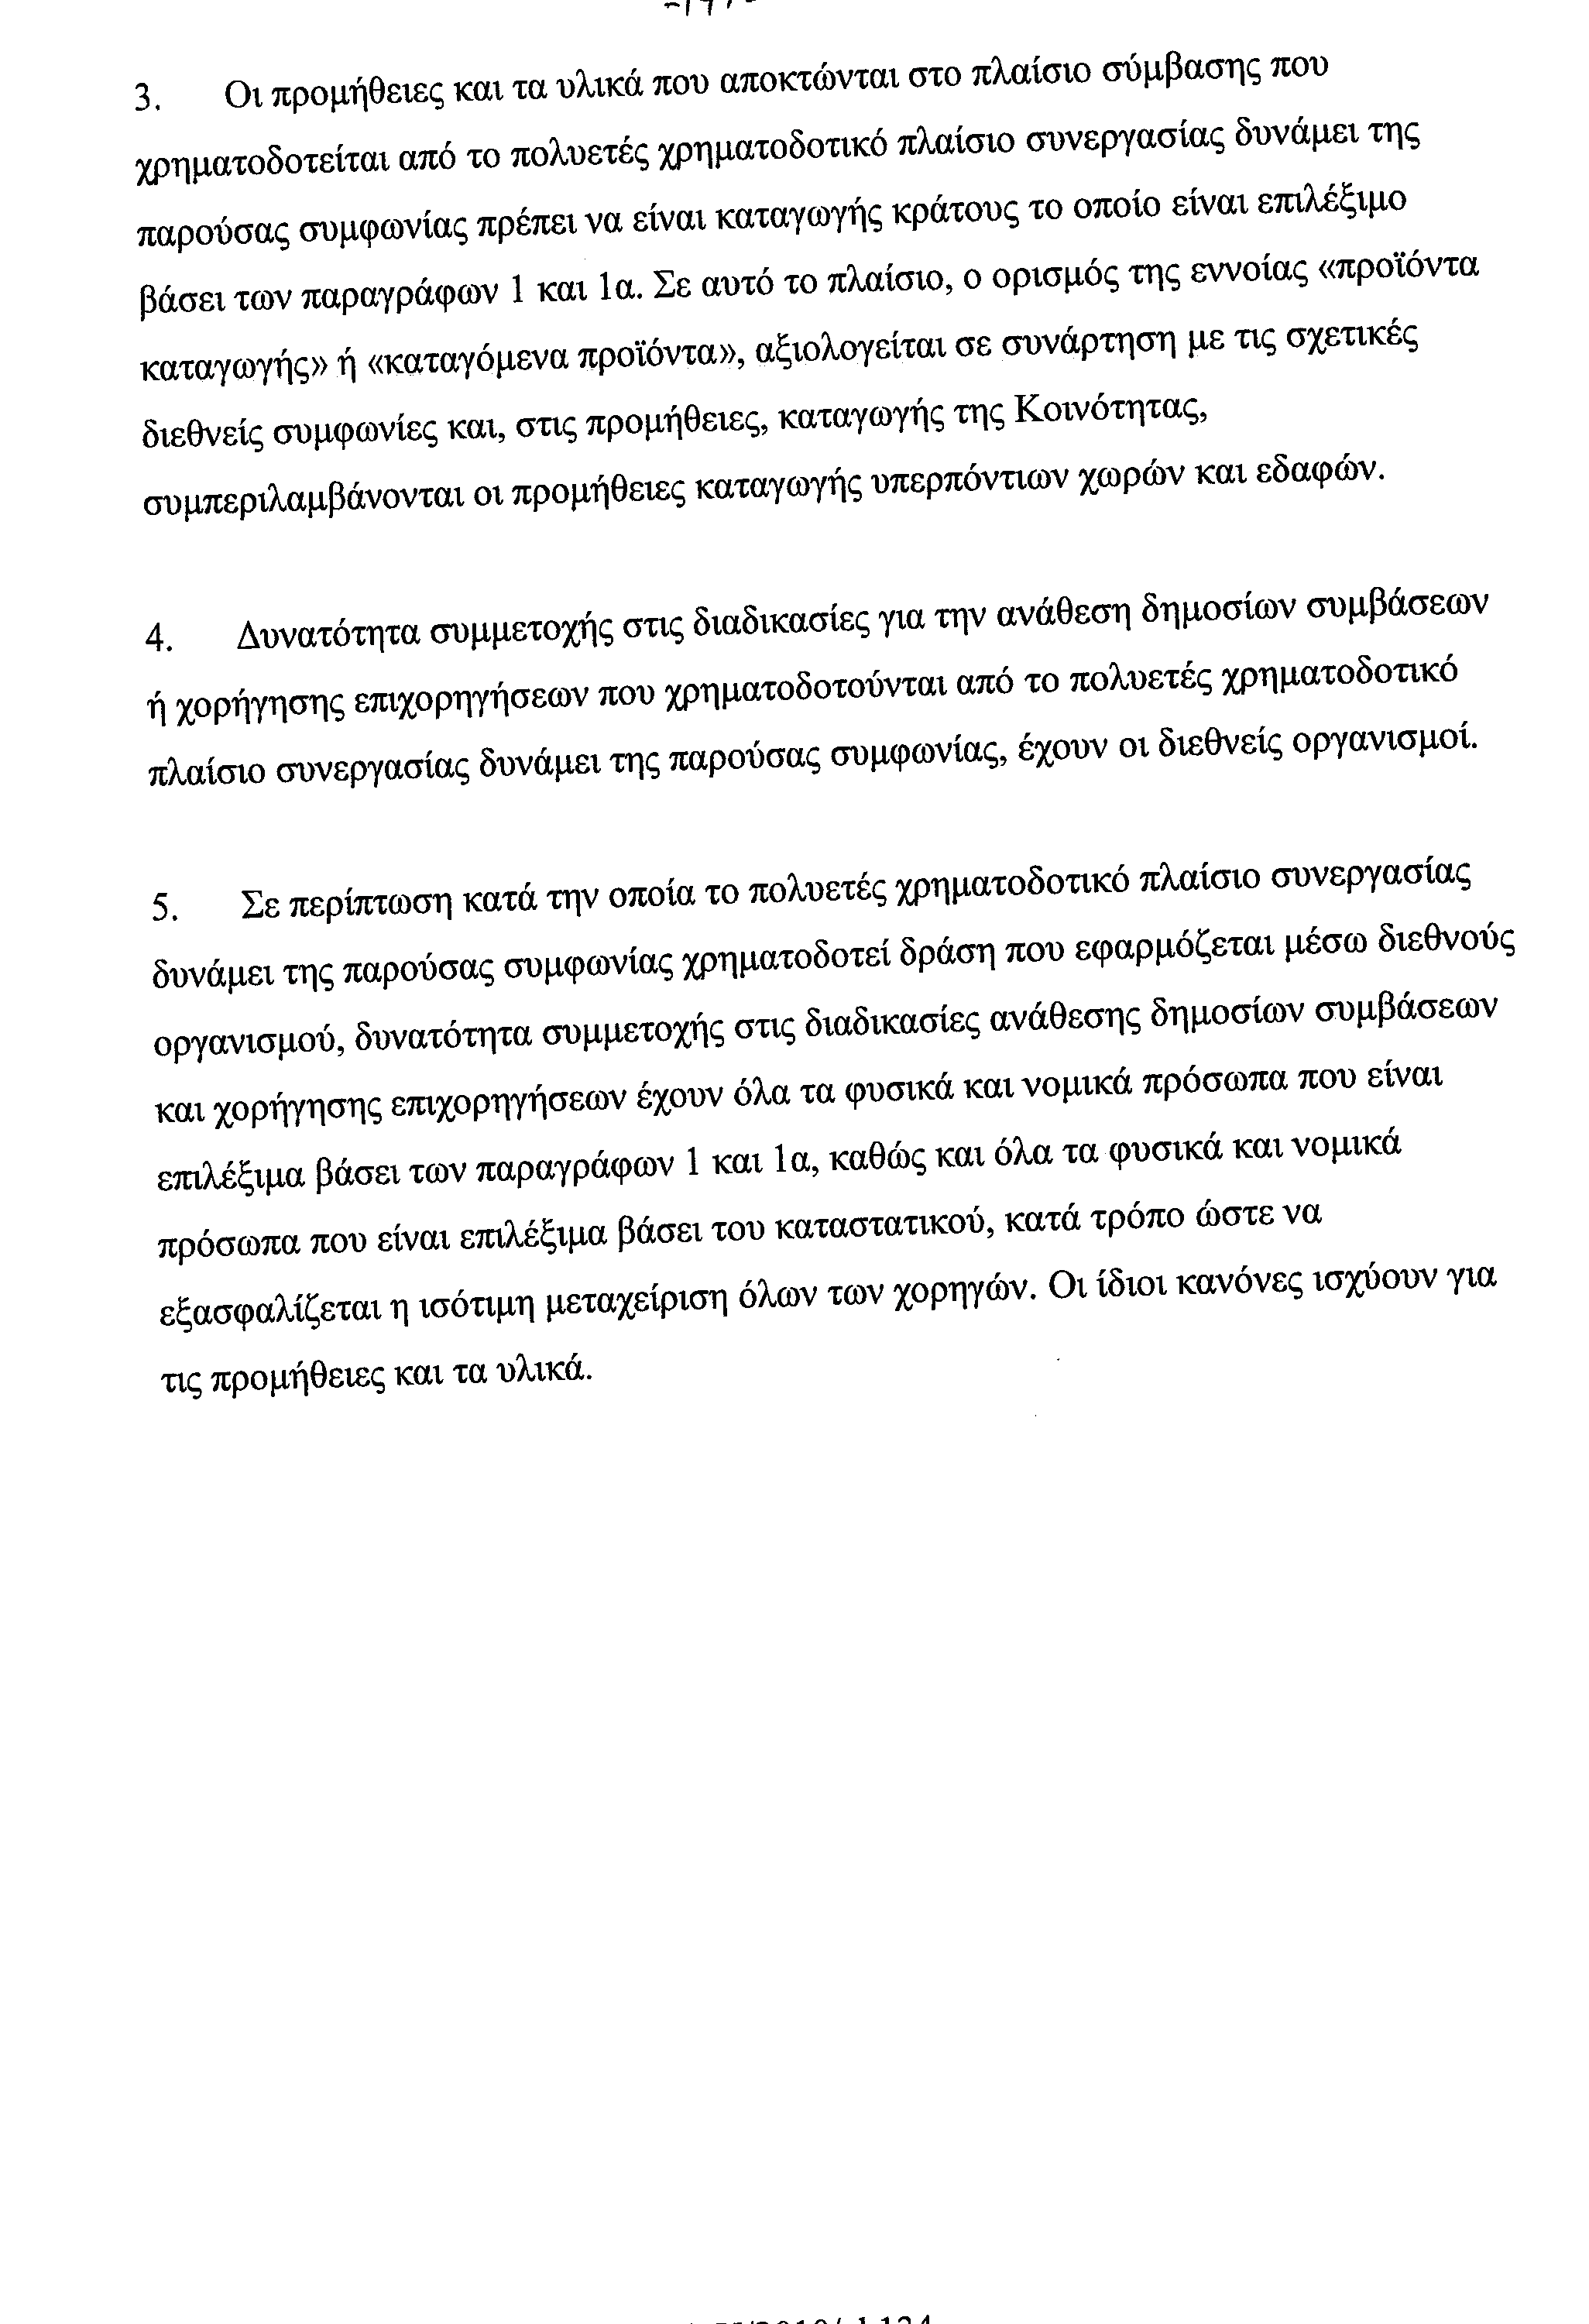 3. Οι προμήθειες και τα υλικά που αποκτώνται στο πλαίσιο σύμβασης που
χρηματοδοτείται από το πολυετές χρηματοδοτικό πλαίσιο συνεργασίας δυνάμει της
παρούσας συμφωνίας πρέπει να είναι καταγωγής κράτους το οποίο είναι επιλέξιμο
βάσει των παραγράφων 1 και 1α. Σε αυτό το πλαίσιο, ο ορισμός της εννοίας «προϊόντα
καταγωγής» ή «καταγόμενα προϊόντα», αξιολογείται σε συνάρτηση με τις σχετικές
διεθνείς συμφωνίες και, στις προμήθειες, καταγωγής της Κοινότητας,
συμπεριλαμβάνονται οι προμήθειες καταγωγής υπερπόντιων χωρών και εδαφών.
4. Δυνατότητα συμμετοχής στις διαδικασίες για την ανάθεση δημοσίων συμβάσεων
ή χορήγησης επιχορηγήσεων που χρηματοδοτούνται από το πολυετές χρηματοδοτικό
πλαίσιο συνεργασίας δυνάμει της παρούσας συμφωνίας, έχουν οι διεθνείς οργανισμοί.
5. Σε περίπτωση κατά την οποία το πολυετές χρηματοδοτικό πλαίσιο συνεργασίας
δυνάμει της παρούσας συμφωνίας χρηματοδοτεί δράση που εφαρμόζεται μέσω διεθνούς
οργανισμού, δυνατότητα συμμετοχής στις διαδικασίες ανάθεσης δημοσίων συμβάσεων
και χορήγησης επιχορηγήσεων έχουν όλα τα φυσικά και νομικά πρόσωπα που είναι
επιλέξιμα βάσει των παραγράφων 1 και 1α, καθώς και όλα τα φυσικά και νομικά
πρόσωπα που είναι επιλέξιμα βάσει του καταστατικού, κατά τρόπο ώστε να
εξασφαλίζεται η ισότιμη μεταχείριση όλων των χορηγών. Οι ίδιοι κανόνες ισχύουν για
τις προμήθειες και τα υλικά.